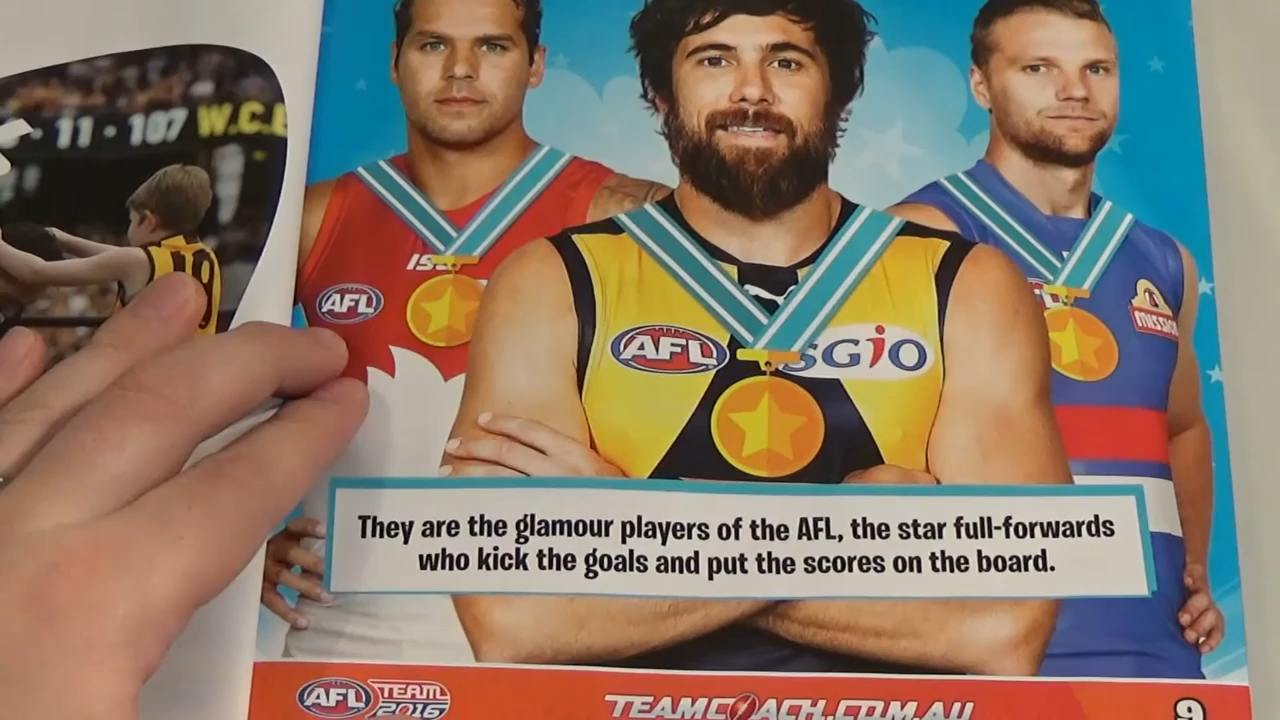 11 · 107 W.C.E
19
AFL
AFL
SGIO
MISSION
They are the glamour players of the AFL, the star full-forwards
who kick the goals and put the scores on the board.
AFL TEAM
2016
TEAMCOACH.COM.AU
9